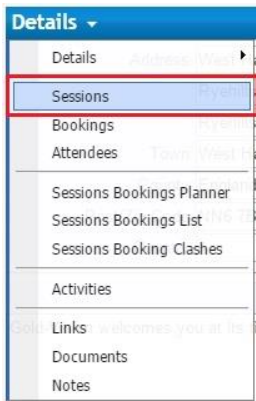 Details
Details
Sessions
Bookings
Attendees
Sessions Bookings Planner
Sessions Bookings List
Sessions Booking Clashes
Activities
Links
Documents
Notes